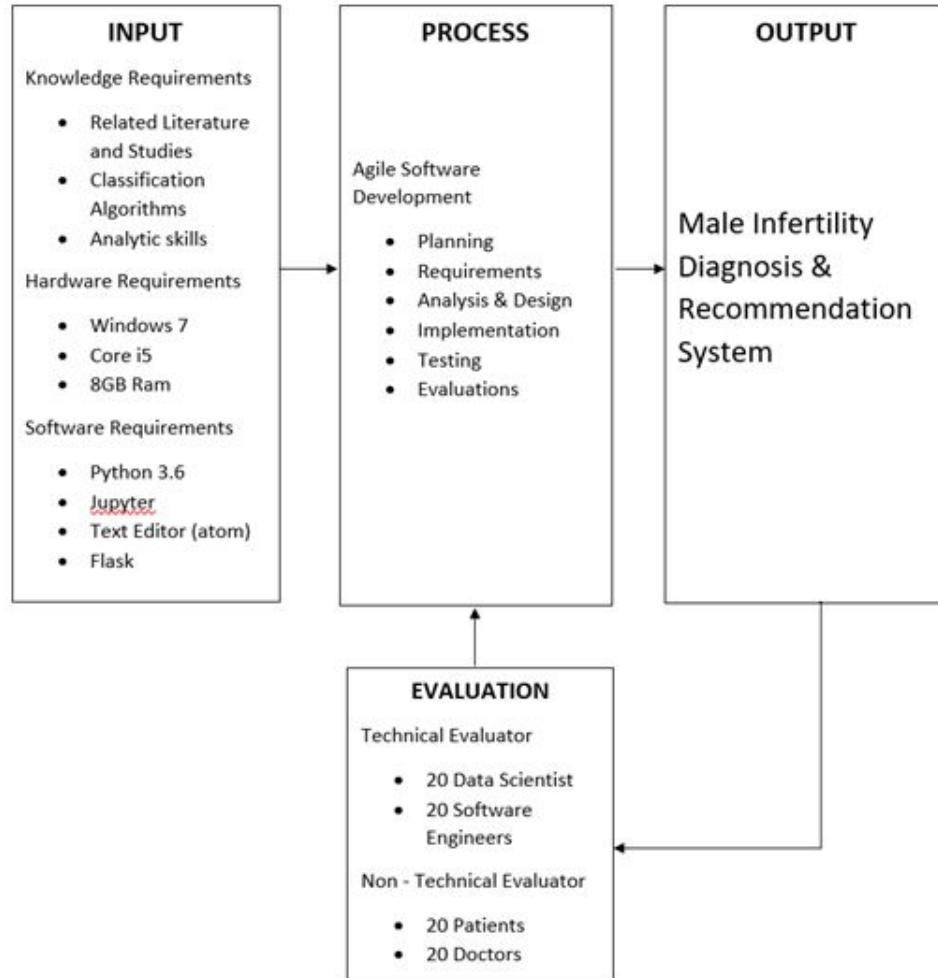 INPUT
Knowledge Requirements
• Related Literature
and Studies
• Classification
Algorithms
• Analytic skills
Hardware Requirements
• Windows 7
• Core i5
• 8GB Ram
Software Requirements
• Python 3.6
• Jupyter
• Text Editor (atom)
• Flask
PROCESS
Agile Software
Development
• Planning
• Requirements
• Analysis & Design
• Implementation
• Testing
• Evaluations
OUTPUT
Male Infertility
Diagnosis &
Recommendation
System
EVALUATION
Technical Evaluator
• 20 Data Scientist
• 20 Software
Engineers
Non - Technical Evaluator
• 20 Patients
• 20 Doctors